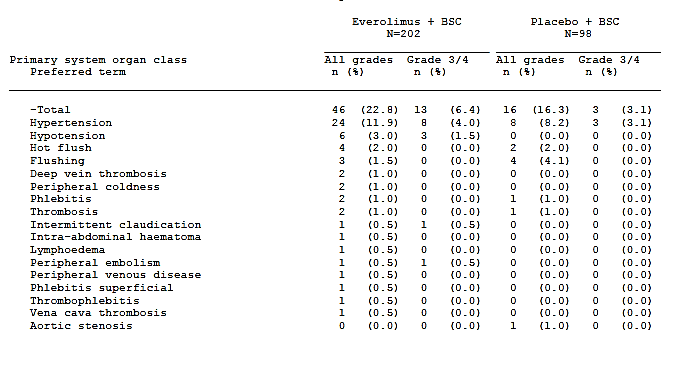 Everolimus + BSC Placebo + BSC
N=202 N=98
Primary system organ class All grades Grade 3/4 All grades Grade 3/4
Preferred term n (%) n (%) n (%) n (%)
-Total 46 (22.8) 13 (6.4) 16 (16.3) 3 (3.1)
Hypertension 24 (11.9) 8 (4.0) 8 (8.2) 3 (3.1)
Hypotension 6 (3.0) 3 (1.5) 0 (0.0) 0 (0.0)
Hot flush 4 (2.0) 0 (0.0) 2 (2.0) 0 (0.0)
Flushing 3 (1.5) 0 (0.0) 4 (4.1) 0 (0.0)
Deep vein thrombosis 2 (1.0) 0 (0.0) 0 (0.0) 0 (0.0)
Peripheral coldness 2 (1.0) 0 (0.0) 0 (0.0) 0 (0.0)
Phlebitis 2 (1.0) 0 (0.0) 1 (1.0) 0 (0.0)
Thrombosis 2 (1.0) 0 (0.0) 1 (1.0) 0 (0.0)
Intermittent claudication 1 (0.5) 1 (0.5) 0 (0.0) 0 (0.0)
Intra-abdominal haematoma 1 (0.5) 0 (0.0) 0 (0.0) 0 (0.0)
Lymphoedema 1 (0.5) 0 (0.0) 0 (0.0) 0 (0.0)
Peripheral embolism 1 (0.5) 1 (0.5) 0 (0.0) 0 (0.0)
Peripheral venous disease 1 (0.5) 0 (0.0) 0 (0.0) 0 (0.0)
Phlebitis superficial 1 (0.5) 0 (0.0) 0 (0.0) 0 (0.0)
Thrombophlebitis 1 (0.5) 0 (0.0) 0 (0.0) 0 (0.0)
Vena cava thrombosis 1 (0.5) 0 (0.0) 0 (0.0) 0 (0.0)
Aortic stenosis 0 (0.0) 0 (0.0) 1 (1.0) 0 (0.0)